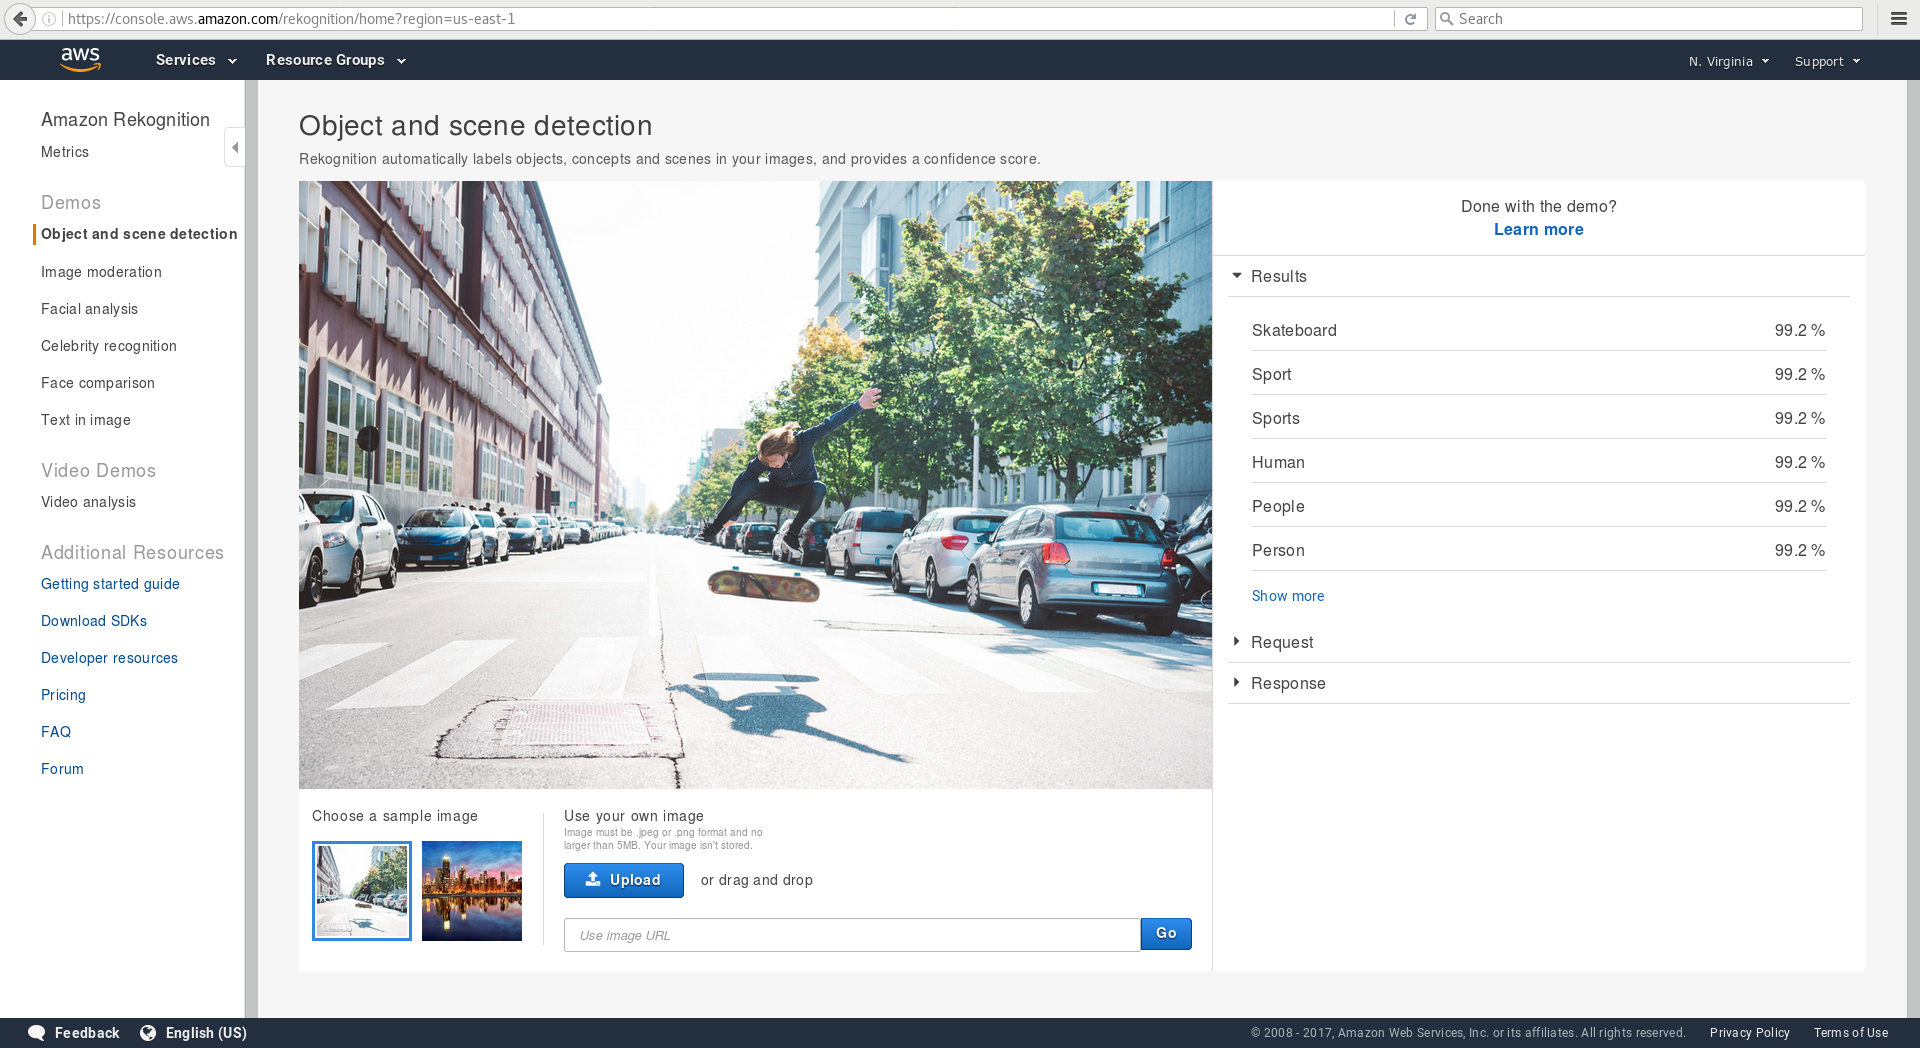 https://console.aws.amazon.com/rekognition/home?region=us-east-1
Search
aws
Services
Resource Groups
N. Virginia
Support
Amazon Rekognition
Metrics
Demos
Object and scene detection
Image moderation
Facial analysis
Celebrity recognition
Face comparison
Text in image
Video Demos
Video analysis
Additional Resources
Getting started guide
Download SDKs
Developer resources
Pricing
FAQ
Forum
Object and scene detection
Rekognition automatically labels objects, concepts and scenes in your images, and provides a confidence score.
Choose a sample image
Use your own image
Image must be .jpeg or .png format and no
larger than 5MB. Your image isn't stored.
Upload
or drag and drop
Use image URL
Go
Done with the demo?
Learn more
Results
Skateboard 99.2 %
Sport 99.2 %
Sports 99.2 %
Human 99.2 %
People 99.2 %
Person 99.2 %
Show more
Request
Response
Feedback
English (US)
© 2008 - 2017, Amazon Web Services, Inc. or its affiliates. All rights reserved.
Privacy Policy
Terms of Use